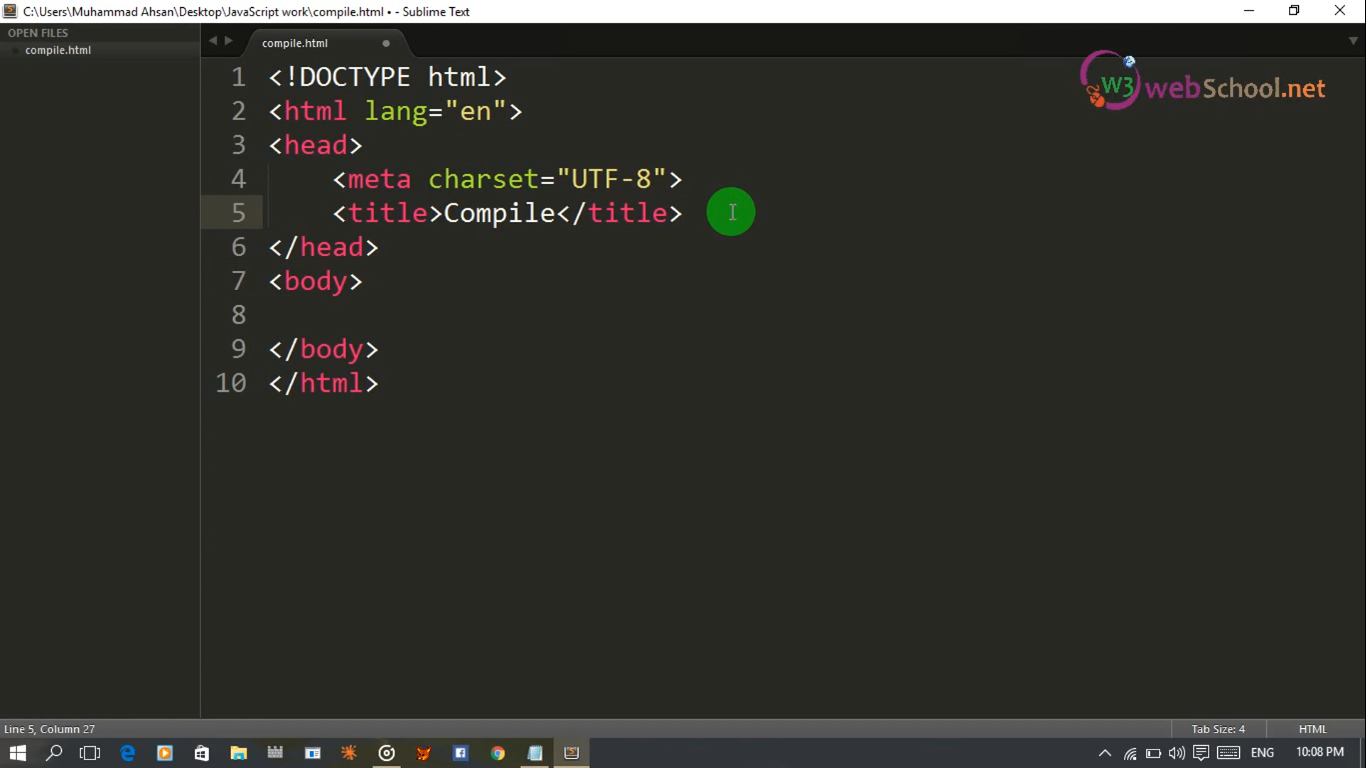 C:\Users\Muhammad Ahsan\Desktop\JavaScript work\compile.html • - Sublime Text
OPEN FILES
compile.html
compile.html
W3 webSchool.net
1 <!DOCTYPE html>
2 <html lang="en">
3 <head>
4     <meta charset="UTF-8">
5     <title>Compile</title>
6 </head>
7 <body>
8
9 </body>
10 </html>
Line 5, Column 27
Tab Size: 4
HTML
ENG
10:08 PM